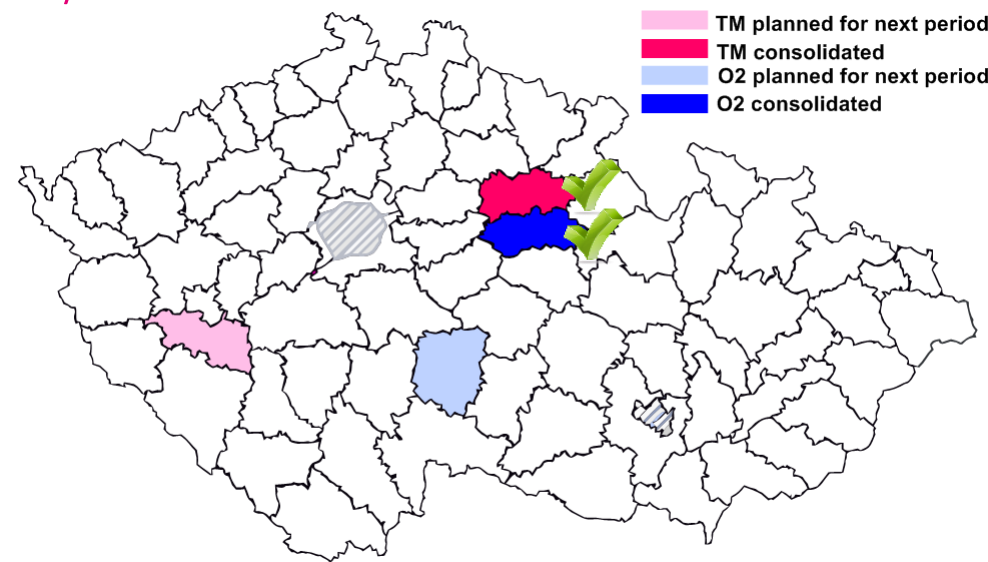 TM planned for next period
TM consolidated
O2 planned for next period
O2 consolidated